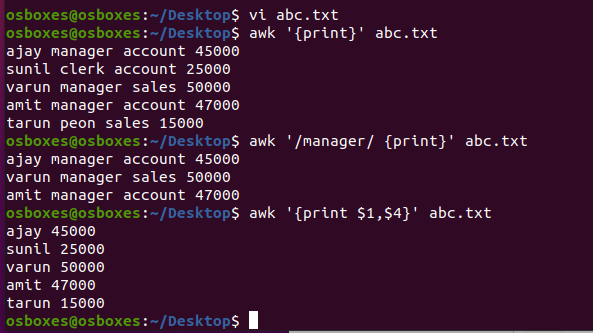 osboxes@osboxes:~/Desktop$ vi abc.txt
osboxes@osboxes:~/Desktop$ awk '{print}' abc.txt
ajay manager account 45000
sunil clerk account 25000
varun manager sales 50000
amit manager account 47000
tarun peon sales 15000
osboxes@osboxes:~/Desktop$ awk '/manager/ {print}' abc.txt
ajay manager account 45000
varun manager sales 50000
amit manager account 47000
osboxes@osboxes:~/Desktop$ awk '{print $1,$4}' abc.txt
ajay 45000
sunil 25000
varun 50000
amit 47000
tarun 15000
osboxes@osboxes:~/Desktop$